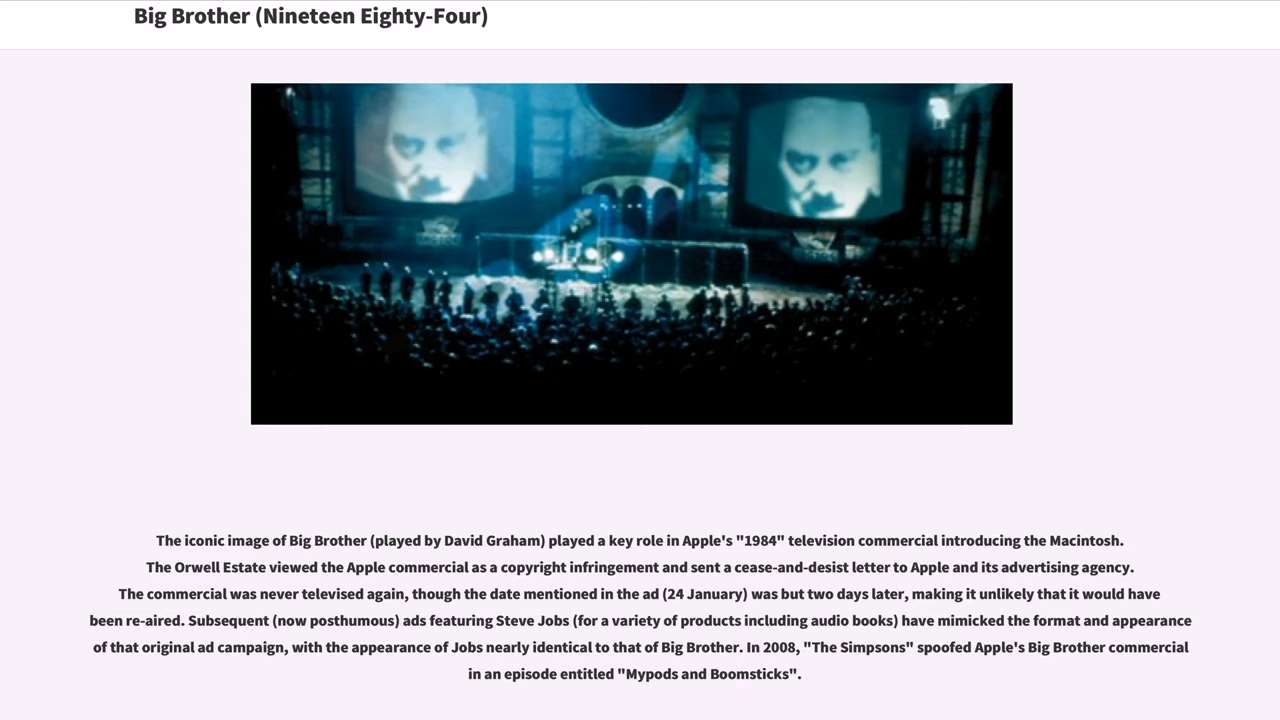 Big Brother (Nineteen Eighty-Four)
The iconic image of Big Brother (played by David Graham) played a key role in Apple's "1984" television commercial introducing the Macintosh.
The Orwell Estate viewed the Apple commercial as a copyright infringement and sent a cease-and-desist letter to Apple and its advertising agency.
The commercial was never televised again, though the date mentioned in the ad (24 January) was but two days later, making it unlikely that it would have
been re-aired. Subsequent (now posthumous) ads featuring Steve Jobs (for a variety of products including audio books) have mimicked the format and appearance
of that original ad campaign, with the appearance of Jobs nearly identical to that of Big Brother. In 2008, "The Simpsons" spoofed Apple's Big Brother commercial
in an episode entitled "Mypods and Boomsticks".